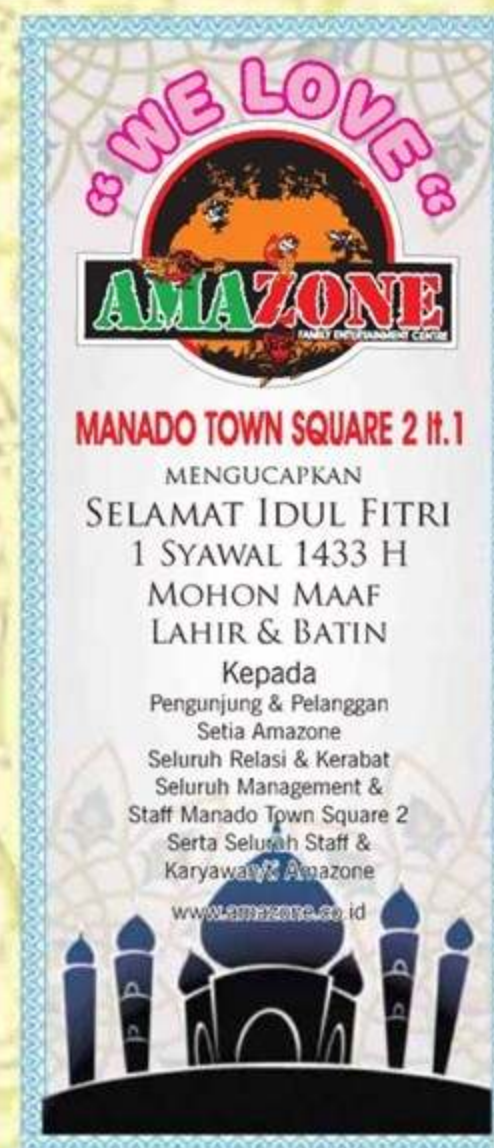 “WE LOVE“
AMAZONE
FAMILY ENTERTAINMENT CENTRE
MANADO TOWN SQUARE 2 lt.1
MENGUCAPKAN
SELAMAT IDUL FITRI
1 SYAWAL 1433 H
MOHON MAAF
LAHIR & BATIN
Kepada
Pengunjung & Pelanggan
Setia Amazone
Seluruh Relasi & Kerabat
Seluruh Management &
Staff Manado Town Square 2
Serta Seluruh Staff &
Karyawan/i Amazone
www.amazone.co.id